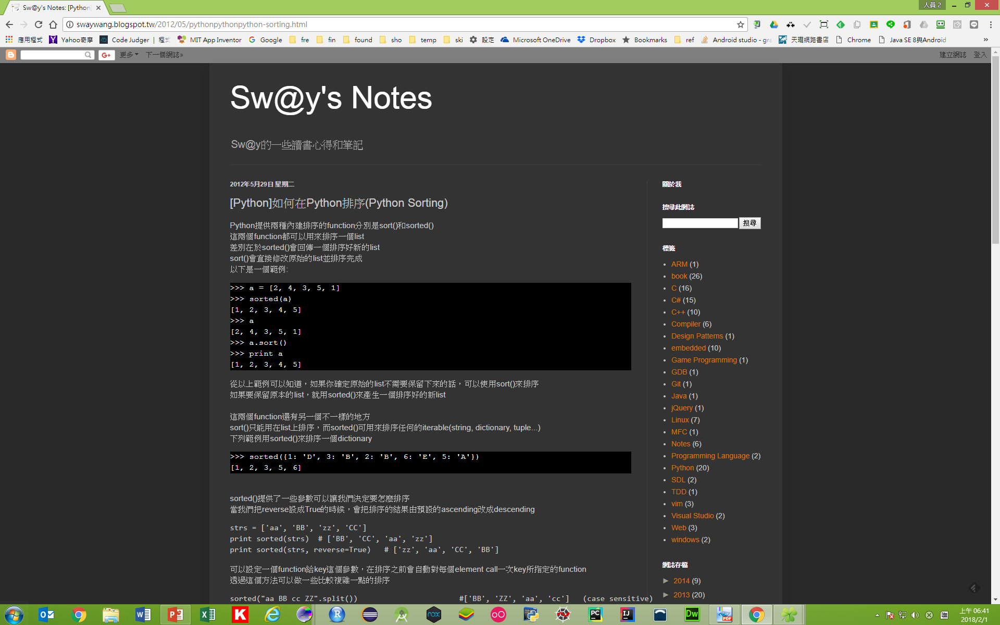 Sw@y's Notes: [Python
人員 2
swaywang.blogspot.tw/2012/05/pythonpythonpython-sorting.html
應用程式 Yahoo奇摩 Code Judger | 程式 MIT App Inventor Google fre fin found sho temp ski 設定 Microsoft OneDrive Dropbox Bookmarks ref Android studio - gra 天瓏網路書店 Chrome Java SE 8與Android »
G+ 更多 下一個網誌» 建立網誌 登入
Sw@y's Notes
Sw@y的一些讀書心得和筆記
2012年5月29日 星期二
[Python]如何在Python排序(Python Sorting)
Python提供兩種內建排序的function分別是sort()和sorted()
這兩個function都可以用來排序一個list
差別在於sorted()會回傳一個排序好新的list
sort()會直接修改原始的list並排序完成
以下是一個範例:
>>> a = [2, 4, 3, 5, 1]
>>> sorted(a)
[1, 2, 3, 4, 5]
>>> a
[2, 4, 3, 5, 1]
>>> a.sort()
>>> print a
[1, 2, 3, 4, 5]
從以上範例可以知道，如果你確定原始的list不需要保留下來的話，可以使用sort()來排序
如果要保留原本的list，就用sorted()來產生一個排序好的新list
這兩個function還有另一個不一樣的地方
sort()只能用在list上排序，而sorted()可用來排序任何的iterable(string, dictionary, tuple...)
下列範例用sorted()來排序一個dictionary
>>> sorted({1: 'D', 3: 'B', 2: 'B', 6: 'E', 5: 'A'})
[1, 2, 3, 5, 6]
sorted()提供了一些參數可以讓我們決定要怎麼排序
當我們把reverse設成True的時候，會把排序的結果由預設的ascending改成descending
strs = ['aa', 'BB', 'zz', 'CC']
print sorted(strs)  # ['BB', 'CC', 'aa', 'zz']
print sorted(strs, reverse=True)   # ['zz', 'aa', 'CC', 'BB']
可以設定一個function給key這個參數，在排序之前會自動對每個element call一次key所指定的function
透過這個方法可以做一些比較複雜一點的排序
sorted("aa BB cc ZZ".split())                       #['BB', 'ZZ', 'aa', 'cc']   (case sensitive)
關於我
搜尋此網誌
搜尋
標籤
ARM (1)
book (26)
C (16)
C# (15)
C++ (10)
Compiler (6)
Design Patterns (1)
embedded (10)
Game Programming (1)
GDB (1)
Git (1)
Java (1)
jQuery (1)
Linux (7)
MFC (1)
Notes (6)
Programming Language (2)
Python (20)
SDL (2)
TDD (1)
vim (3)
Visual Studio (2)
Web (3)
windows (2)
網誌存檔
► 2014 (9)
► 2013 (20)
上午 06:41
2018/2/1